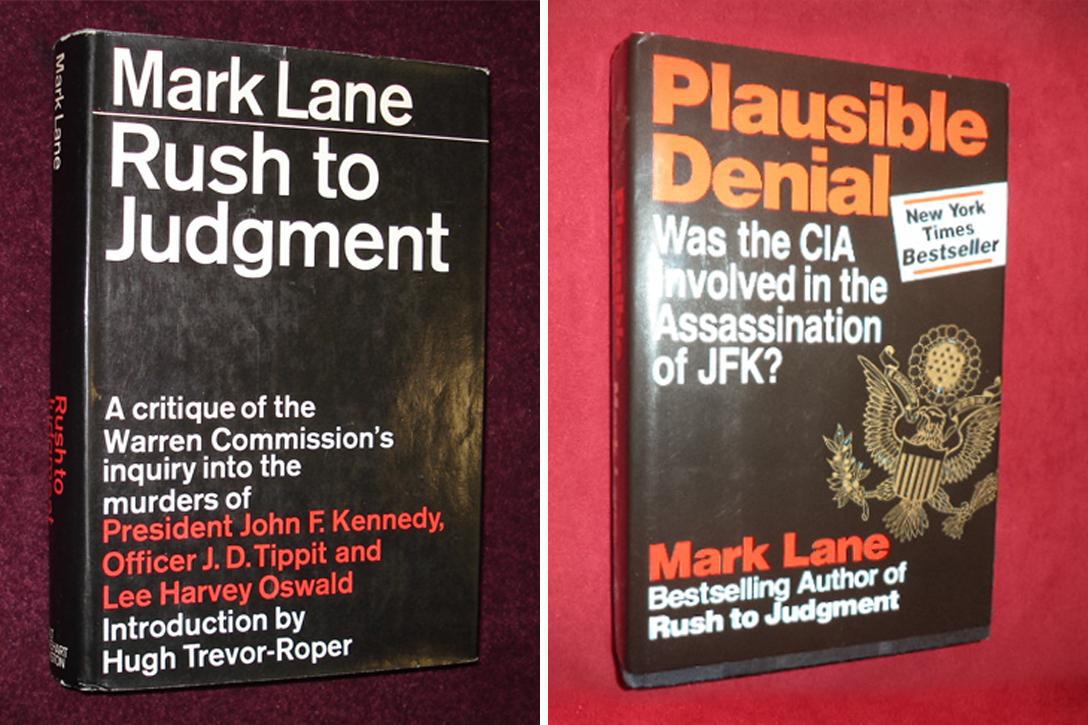 Mark Lane
Rush to
Mark Lane
Rush to
Judgment
A critique of the
Warren Commission's
inquiry into the
murders of
President John F. Kennedy,
Officer J. D. Tippit and
Lee Harvey Oswald
Introduction by
Hugh Trevor-Roper
Plausible
Denial
New York
Times
Bestseller
Was the CIA
Involved in the
Assassination
of JFK?
Mark Lane
Bestselling Author of
Rush to Judgment